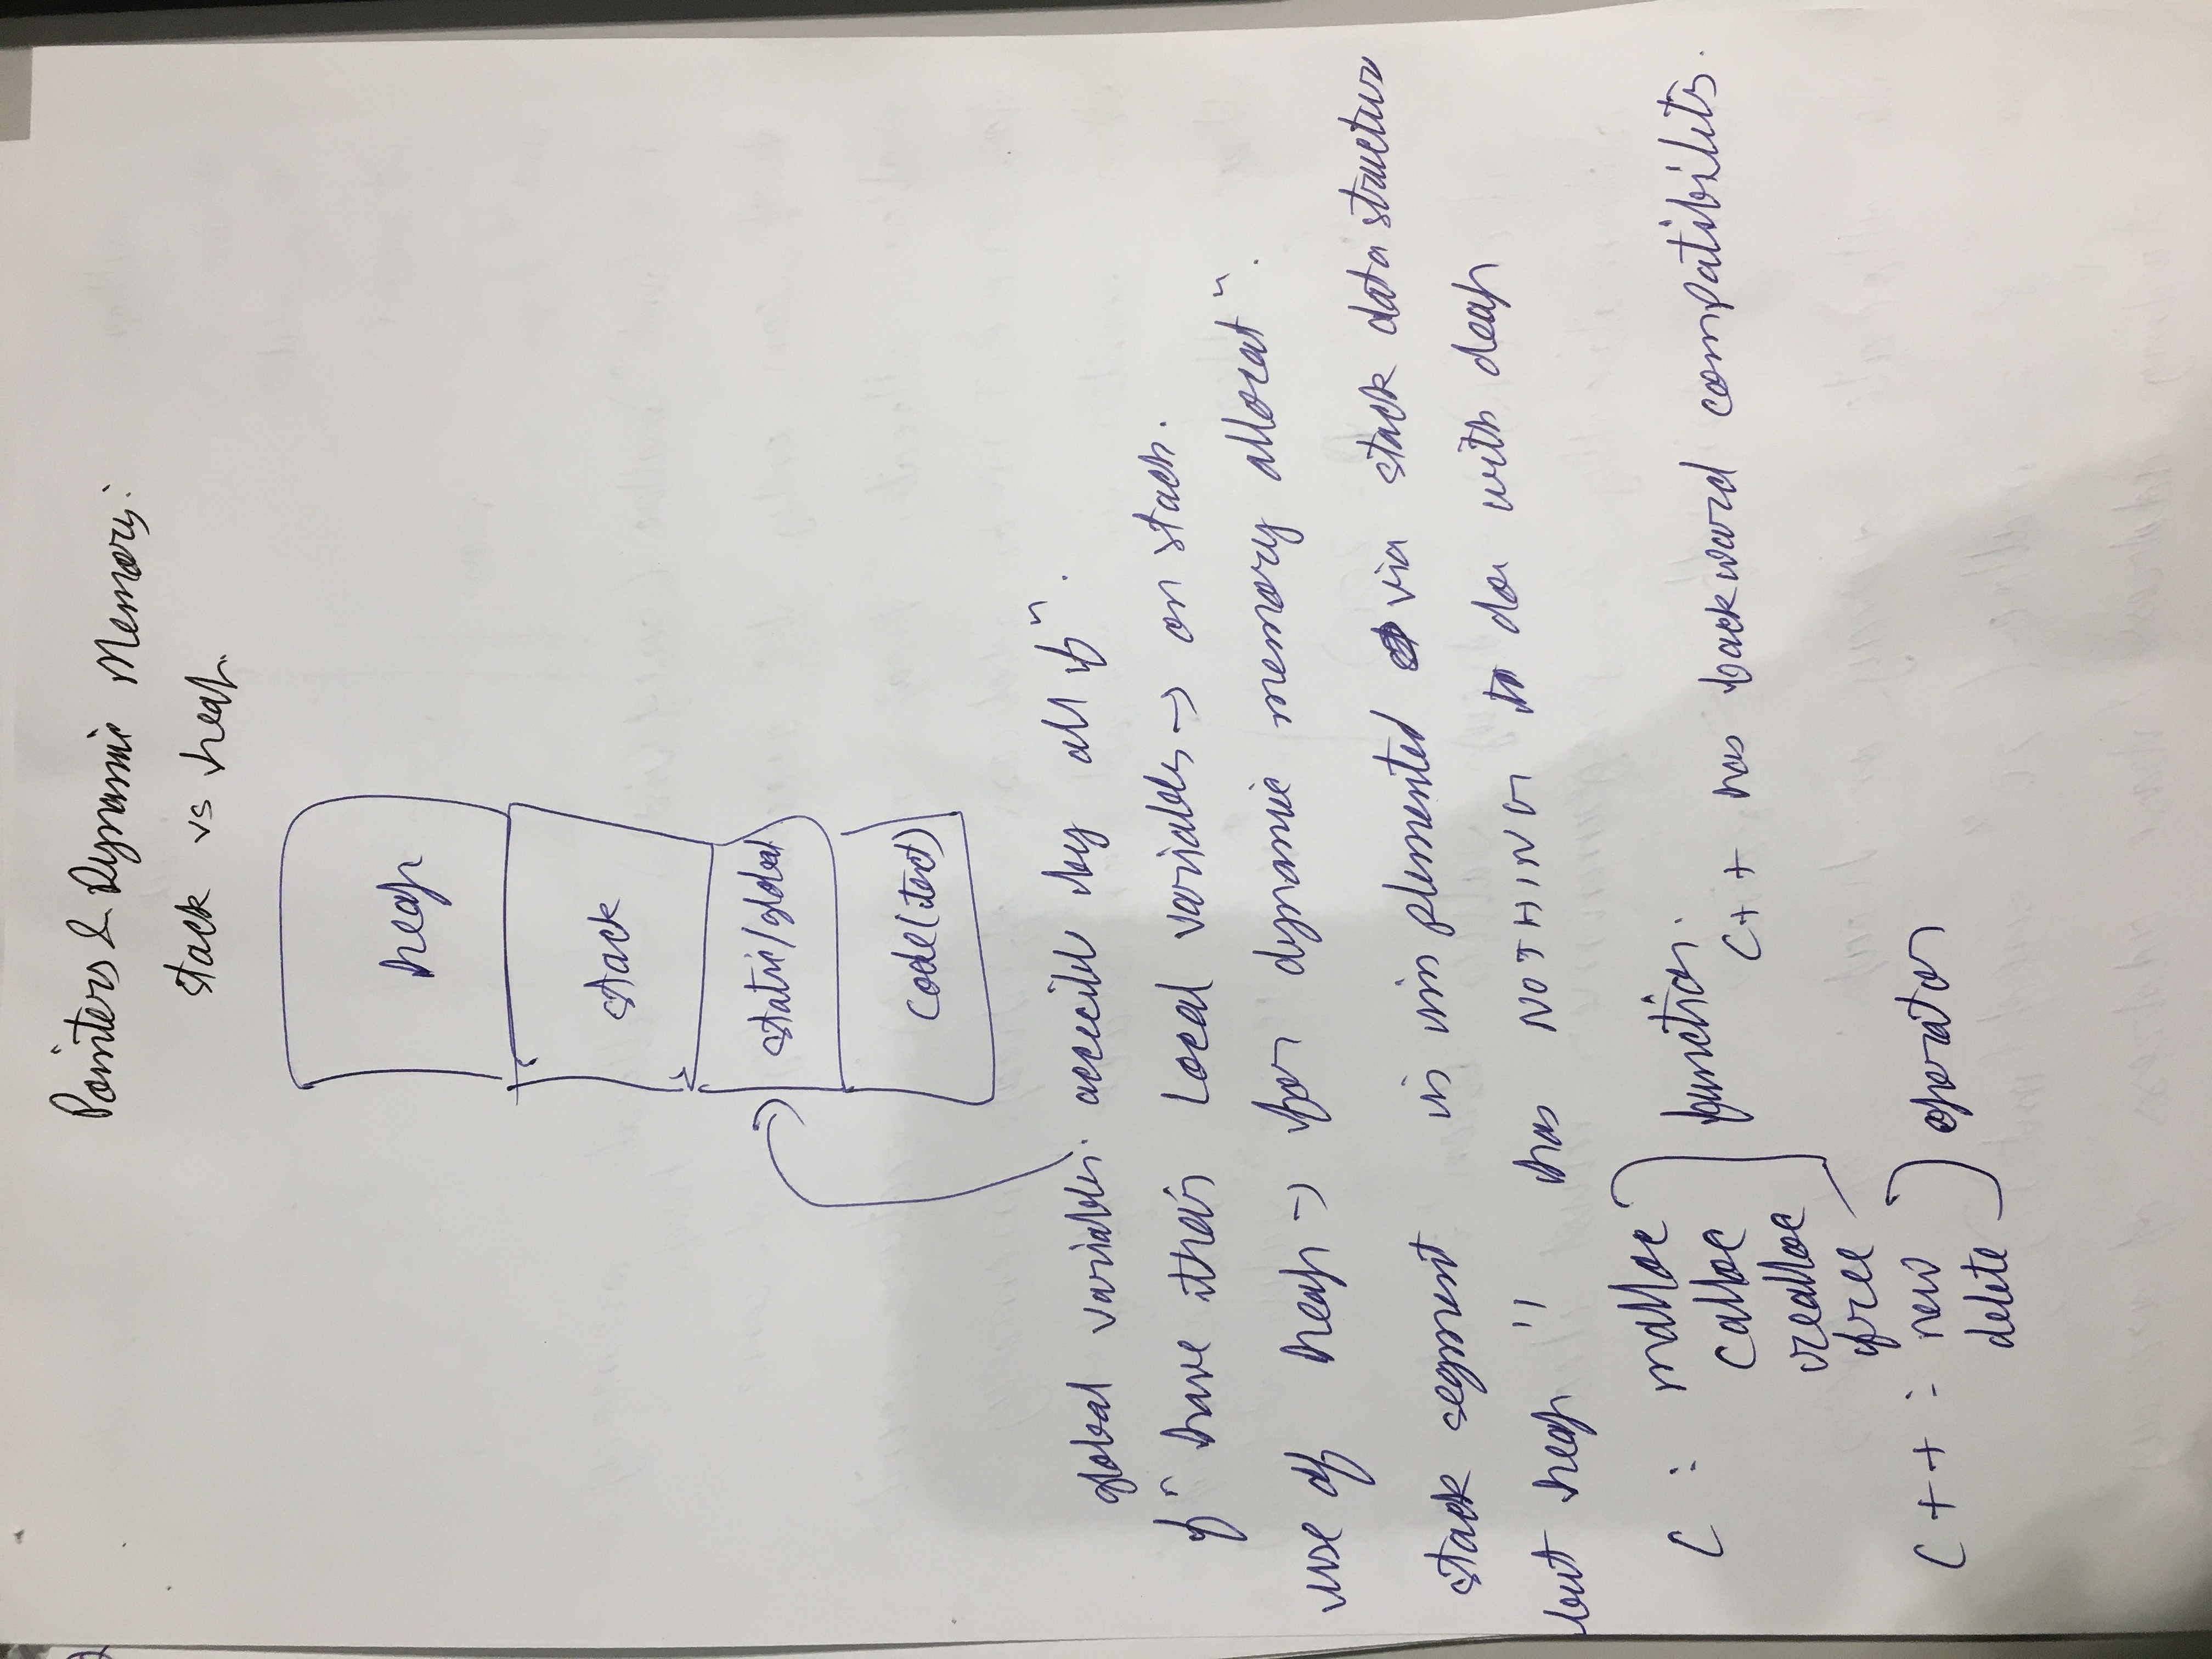 Pointers & Dynamic Memory:
stack vs heap
heap
stack
static/global
code(text)
global variables: by all fⁿ.
fⁿ have their Local variables → on stack.
use of heap → for dynamic memory allocatⁿ.
stack segment is implemented via stack data structure
but heap " has NOTHING to do with heap
C : malloc
calloc
realloc
free
function.
C++ has backward compatibility.
C++ : new
delete
operator